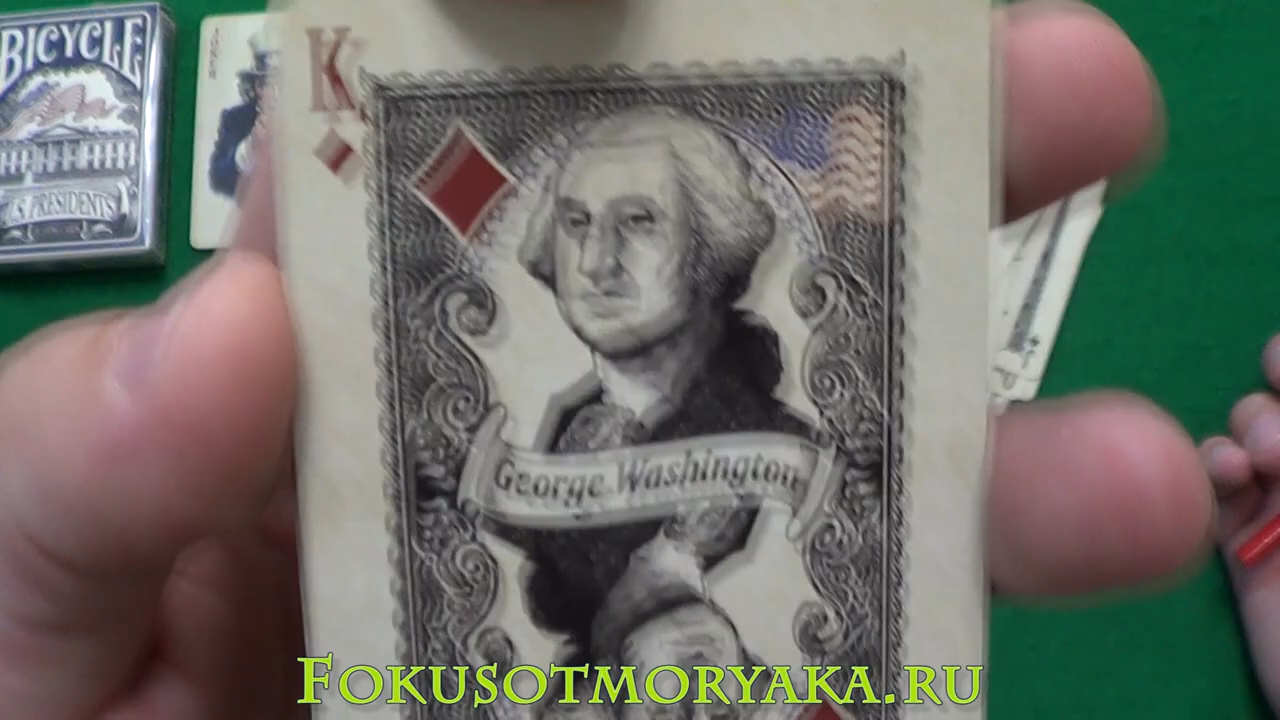 BICYCLE
U.S. PRESIDENTS
K
George Washington
FOKUSOTMORYAKA.RU